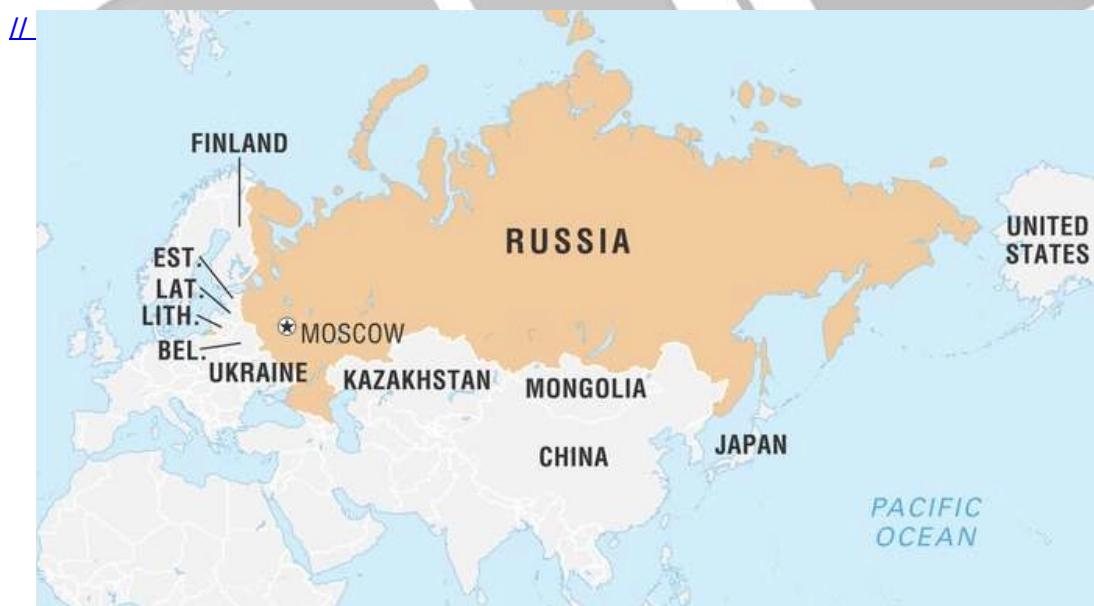 //
FINLAND
RUSSIA
UNITED
STATES
EST.
LAT.
LITH.
BEL.
MOSCOW
UKRAINE
KAZAKHSTAN
MONGOLIA
CHINA
JAPAN
PACIFIC
OCEAN